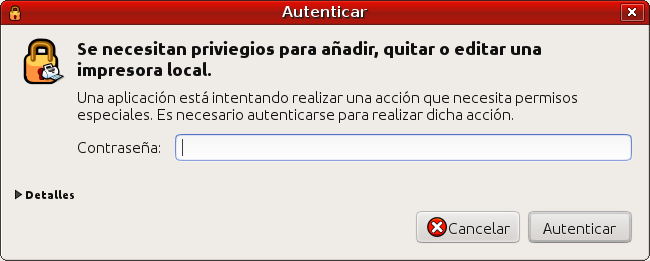 Autenticar
Se necesitan priviegios para añadir, quitar o editar una
impresora local.
Una aplicación está intentando realizar una acción que necesita permisos
especiales. Es necesario autenticarse para realizar dicha acción.
Contraseña:
Detalles
Cancelar
Autenticar